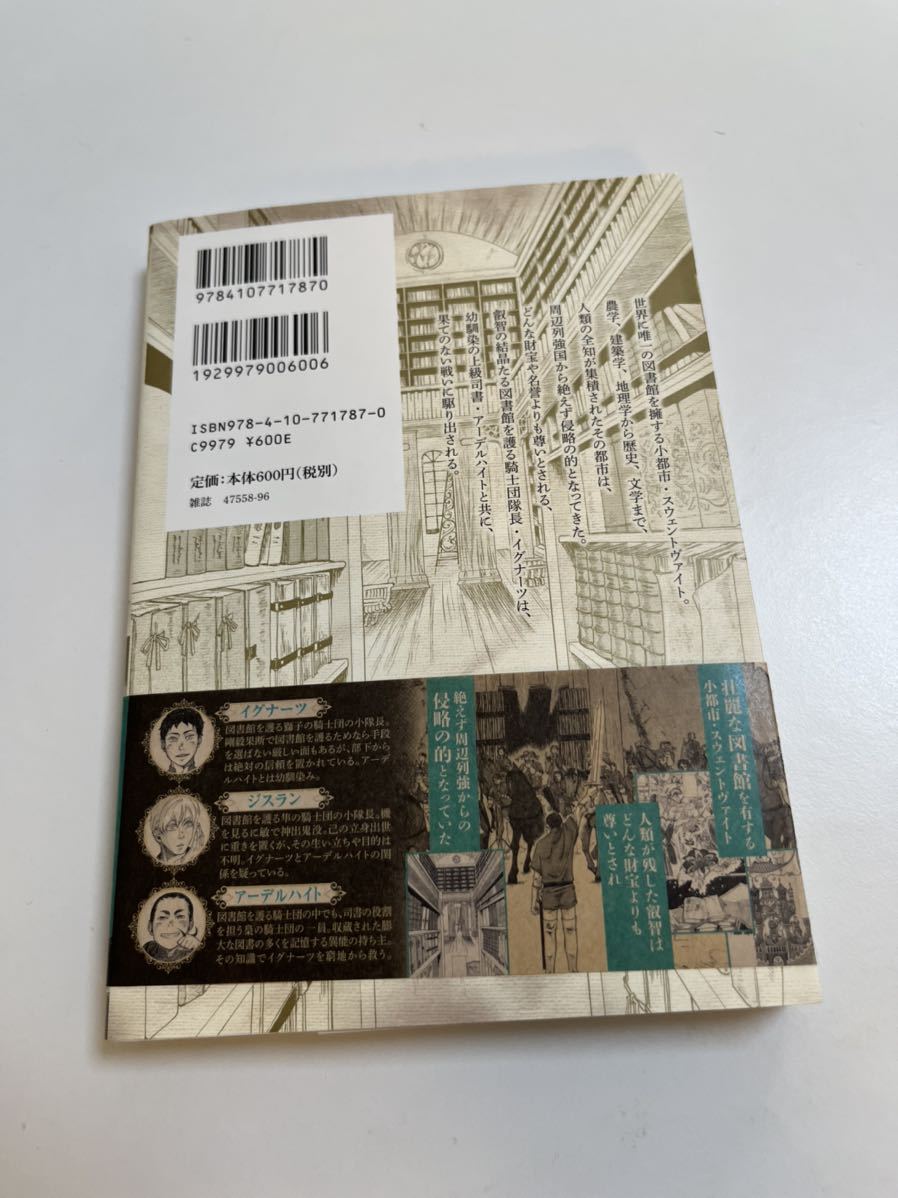 9784107717870
1929979006006
ISBN978-4-10-771787-0
C9979 ¥600E
定価：本体600円（税別）
雑誌 47558-96
世界に唯一の図書館を擁する小都市・スウェントヴァイト。
農学、建築学、地理学から歴史、文学まで、
人類の全知が集積されたその都市は、
周辺列強国から絶えず侵略の的となってきた。
どんな財宝や名誉よりも尊いとされる、
叡智の結晶たる図書館を護る騎士団隊長・イグナーツは、
幼馴染の上級司書・アーデルハイトと共に、
果てのない戦いに駆り出される。
壮麗な図書館を有する
小都市・スウェントヴァイト
人類が残した叡智は
どんな財宝よりも
尊いとされ
絶えず周辺列強からの
侵略の的となっていた
イグナーツ
図書館を護る獅子の騎士団の小隊長。
剛毅果断で図書館を護るためなら手段
を選ばない厳しい面もあるが、部下から
は絶対の信頼を置かれている。アーデ
ルハイトとは幼馴染み。
ジスラン
図書館を護る隼の騎士団の小隊長。機
を見るに敏で神出鬼没。己の立身出世
に重きを置くが、その生い立ちや目的は
不明。イグナーツとアーデルハイトの関
係を疑っている。
アーデルハイト
図書館を護る騎士団の中でも、司書の役割
を担う梟の騎士団の一員。収蔵された膨
大な図書の多くを記憶する異能の持ち主。
その知識でイグナーツを窮地から救う。